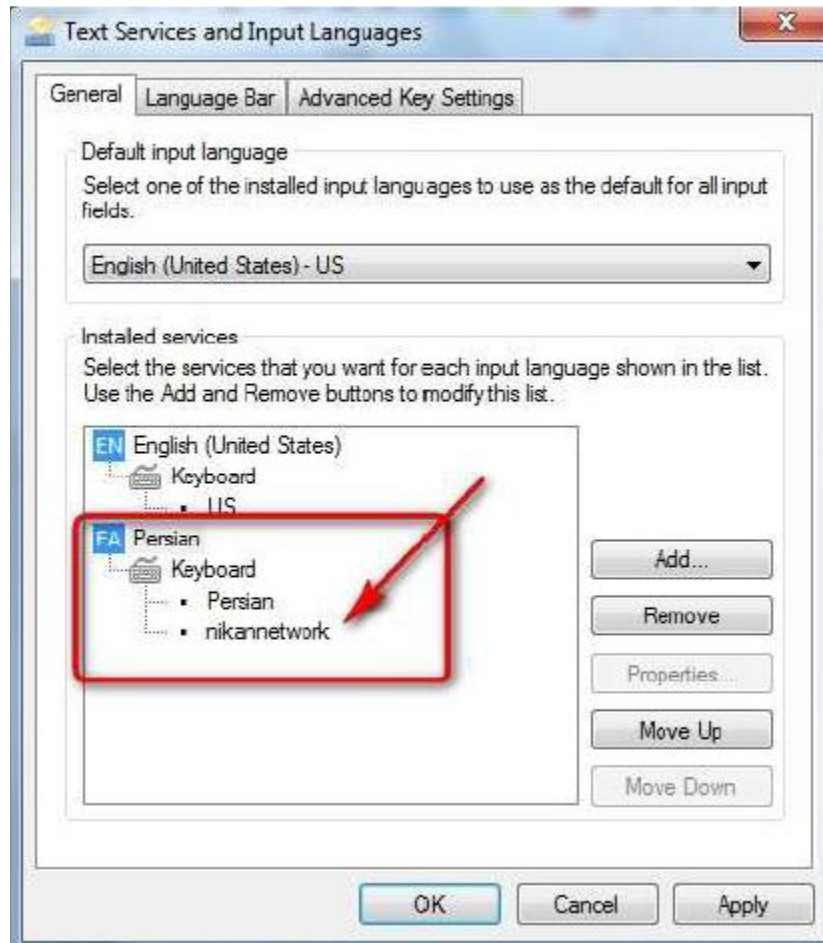 Text Services and Input Languages
General
Language Bar
Advanced Key Settings
Default input language
Select one of the installed input languages to use as the default for all input
fields.
English (United States) - US
Installed services
Select the services that you want for each input language shown in the list.
Use the Add and Remove buttons to modify this list.
EN English (United States)
Keyboard
US
FA Persian
Keyboard
Persian
nikannetwork
Add...
Remove
Properties...
Move Up
Move Down
OK
Cancel
Apply